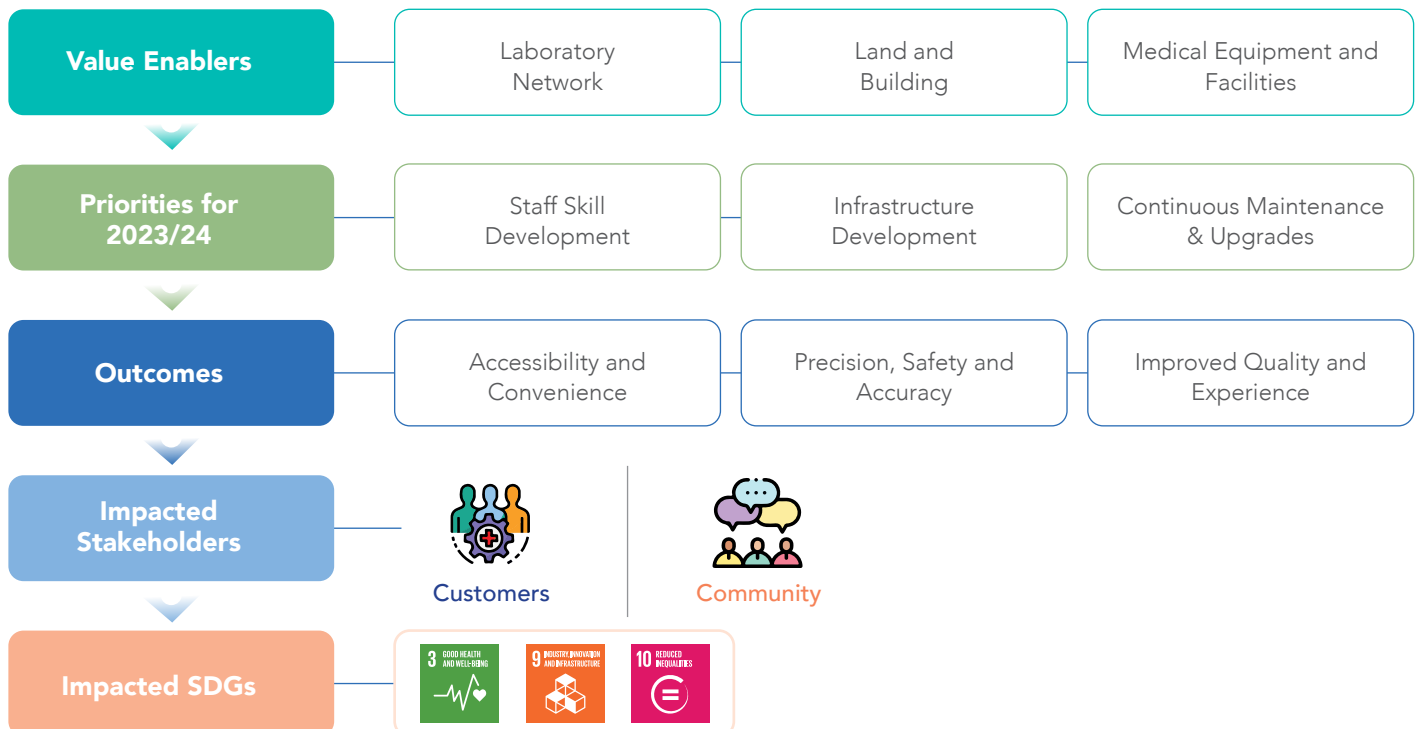 Value Enablers
Laboratory
Network
Land and
Building
Medical Equipment and
Facilities
Priorities for
2023/24
Staff Skill
Development
Infrastructure
Development
Continuous Maintenance
& Upgrades
Outcomes
Accessibility and
Convenience
Precision, Safety and
Accuracy
Improved Quality and
Experience
Impacted
Stakeholders
Customers
Community
Impacted SDGs
3 GOOD HEALTH
AND WELL-BEING
9 INDUSTRY, INNOVATION
AND INFRASTRUCTURE
10 REDUCED
INEQUALITIES